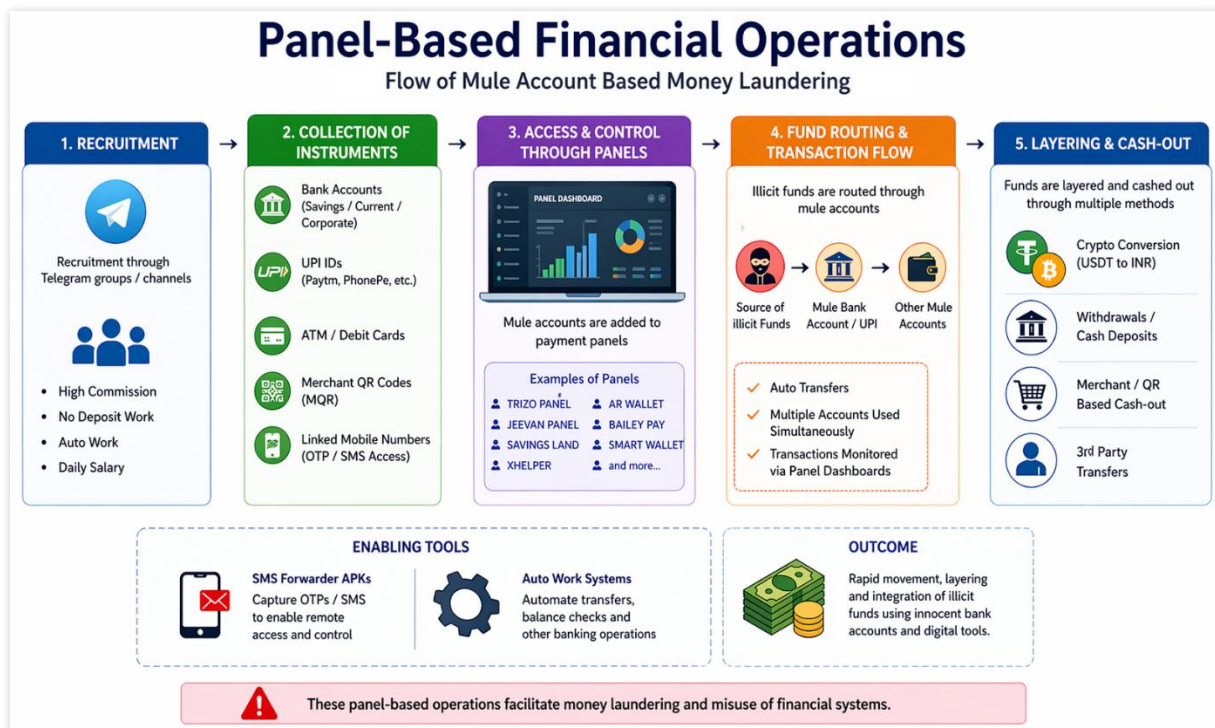 Panel-Based Financial Operations
Flow of Mule Account Based Money Laundering
1. RECRUITMENT
Recruitment through
Telegram groups / channels
• High Commission
• No Deposit Work
• Auto Work
• Daily Salary
2. COLLECTION OF
INSTRUMENTS
Bank Accounts
(Savings / Current /
Corporate)
UPI
UPI IDs
(Paytm, PhonePe, etc.)
ATM / Debit Cards
Merchant QR Codes
(MQR)
Linked Mobile Numbers
(OTP / SMS Access)
3. ACCESS & CONTROL
THROUGH PANELS
PANEL DASHBOARD
Mule accounts are added to
payment panels
Examples of Panels
TRIZO PANEL
JEEVAN PANEL
SAVINGS LAND
XHELPER
AR WALLET
BAILEY PAY
SMART WALLET
and more...
4. FUND ROUTING &
TRANSACTION FLOW
Illicit funds are routed through
mule accounts
Source of
illicit Funds
Mule Bank
Account / UPI
Other Mule
Accounts
Auto Transfers
Multiple Accounts Used
Simultaneously
Transactions Monitored
via Panel Dashboards
5. LAYERING & CASH-OUT
Funds are layered and cashed out
through multiple methods
Crypto Conversion
(USDT to INR)
Withdrawals /
Cash Deposits
Merchant / QR
Based Cash-out
3rd Party
Transfers
ENABLING TOOLS
SMS Forwarder APKs
Capture OTPs / SMS
to enable remote
access and control
Auto Work Systems
Automate transfers,
balance checks and
other banking operations
OUTCOME
Rapid movement, layering
and integration of illicit
funds using innocent bank
accounts and digital tools.
These panel-based operations facilitate money laundering and misuse of financial systems.